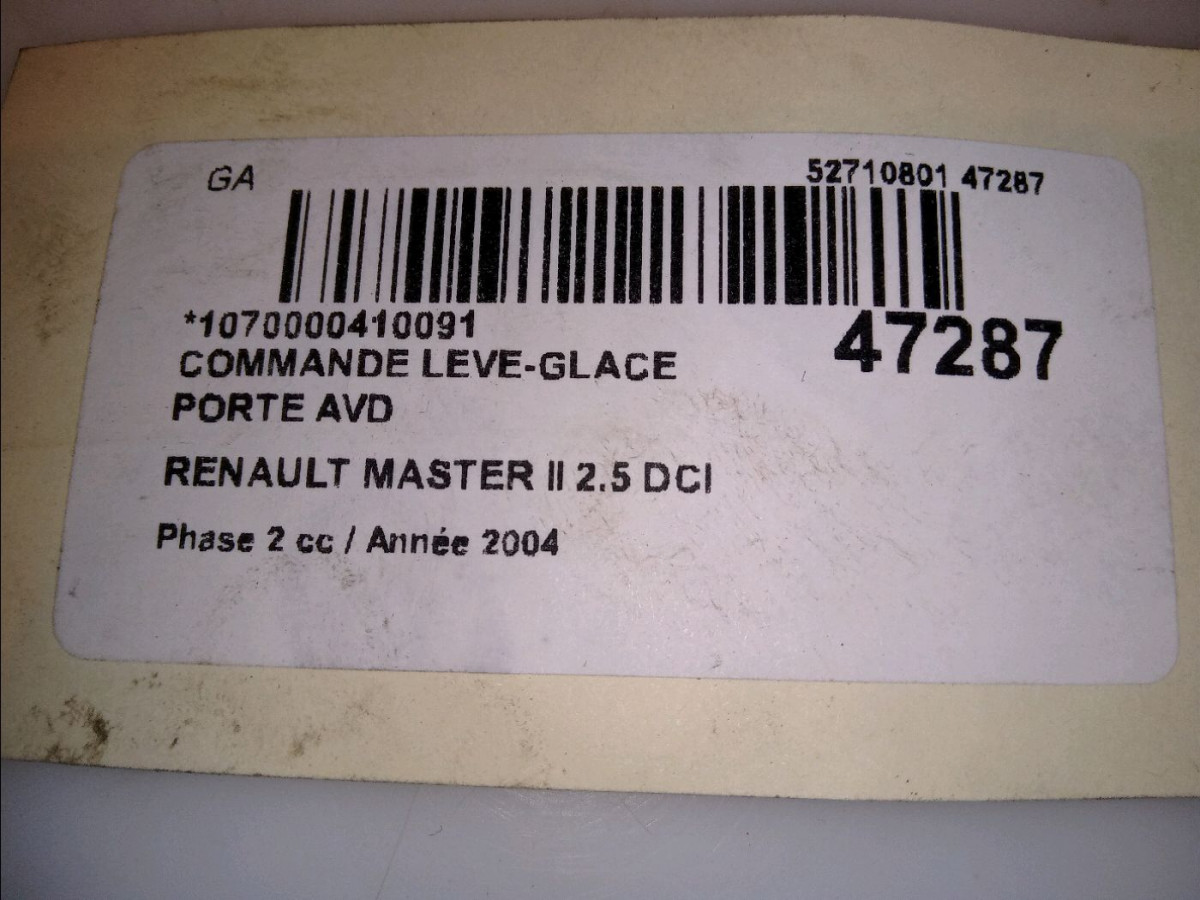 GA
52710801 47287
*1070000410091
47287
COMMANDE LEVE-GLACE
PORTE AVD
RENAULT MASTER II 2.5 DCI
Phase 2 cc / Année 2004